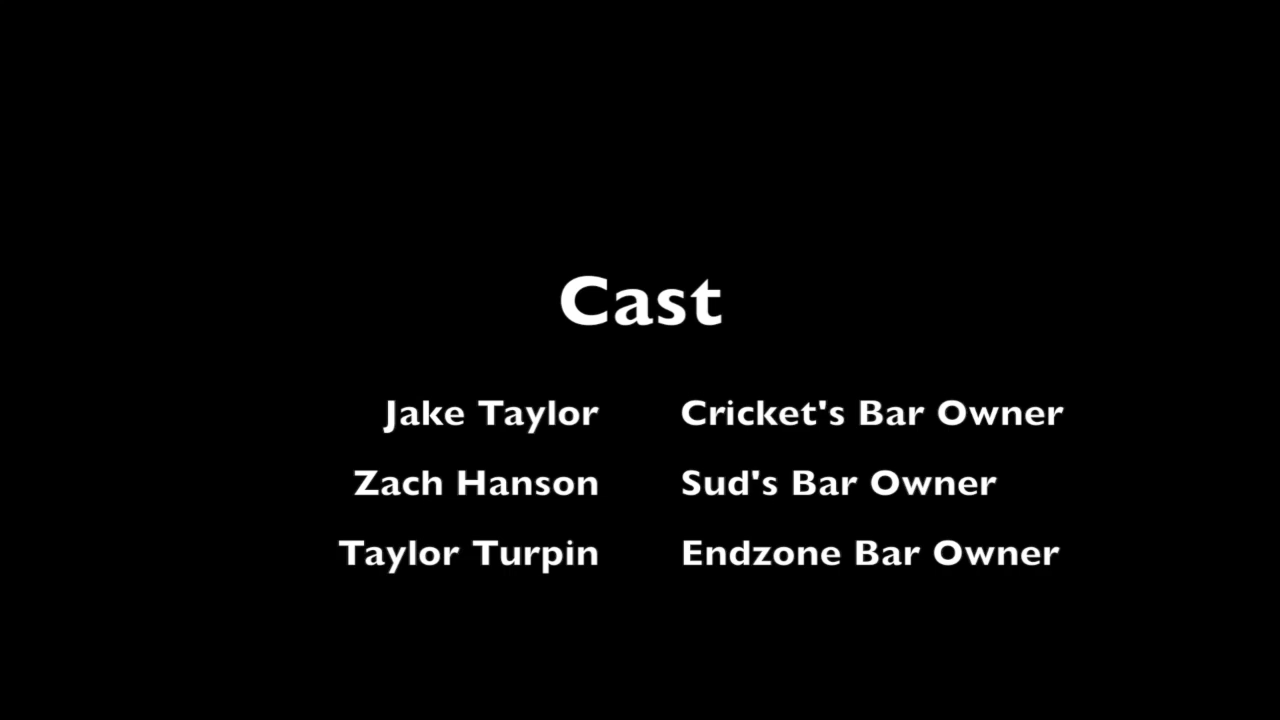 Cast
Jake Taylor Cricket's Bar Owner
Zach Hanson Sud's Bar Owner
Taylor Turpin Endzone Bar Owner